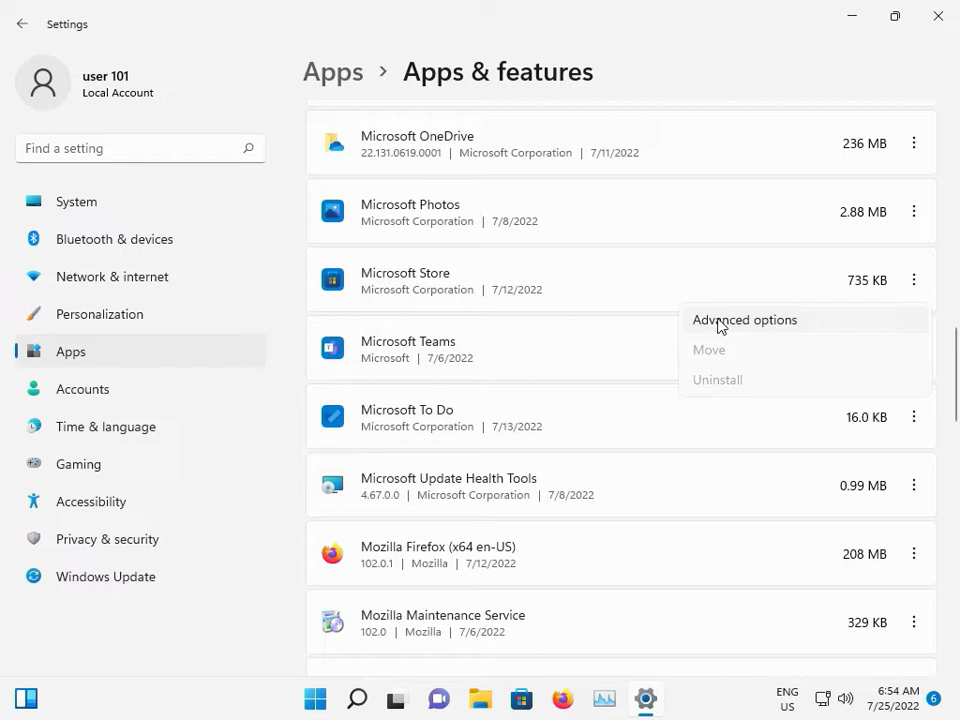 Settings
user 101
Local Account
Find a setting
System
Bluetooth & devices
Network & internet
Personalization
Apps
Accounts
Time & language
Gaming
Accessibility
Privacy & security
Windows Update
Apps > Apps & features
Microsoft OneDrive
22.131.0619.0001 | Microsoft Corporation | 7/11/2022
236 MB
Microsoft Photos
Microsoft Corporation | 7/8/2022
2.88 MB
Microsoft Store
Microsoft Corporation | 7/12/2022
735 KB
Advanced options
Move
Uninstall
Microsoft Teams
Microsoft | 7/6/2022
Microsoft To Do
Microsoft Corporation | 7/13/2022
16.0 KB
Microsoft Update Health Tools
4.67.0.0 | Microsoft Corporation | 7/8/2022
0.99 MB
Mozilla Firefox (x64 en-US)
102.0.1 | Mozilla | 7/12/2022
208 MB
Mozilla Maintenance Service
102.0 | Mozilla | 7/6/2022
329 KB
ENG
US
6:54 AM
7/25/2022
6